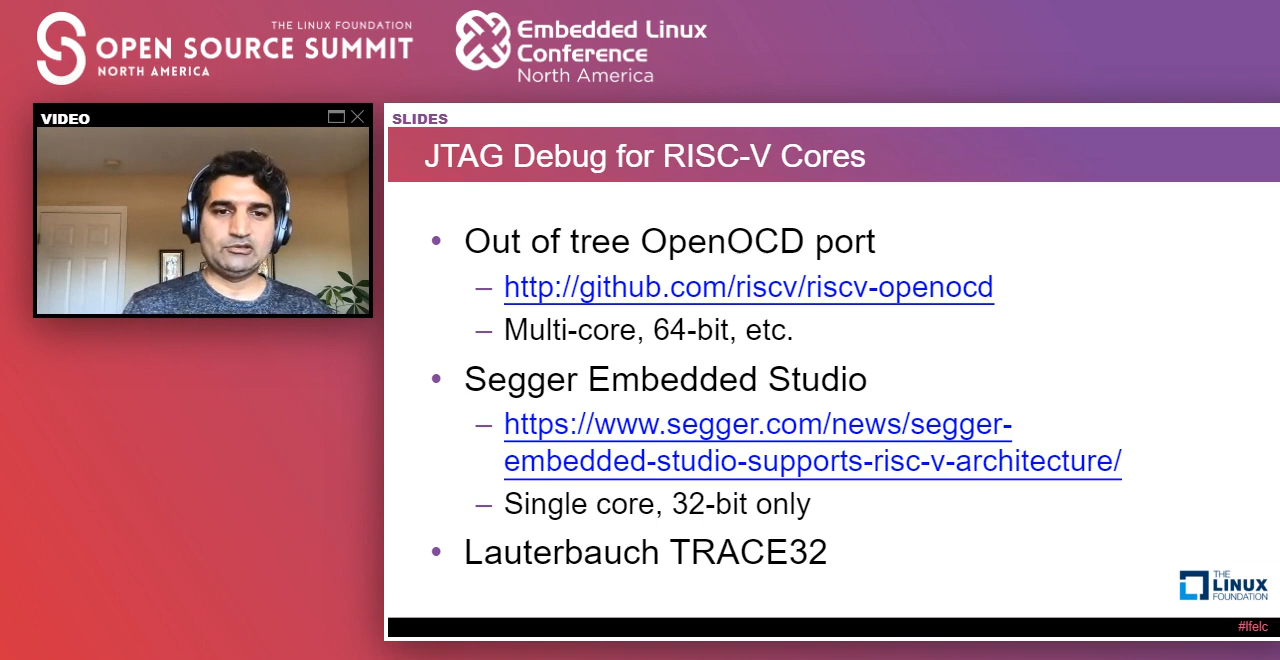 THE LINUX FOUNDATION
OPEN SOURCE SUMMIT
NORTH AMERICA
Embedded Linux
Conference
North America
VIDEO
SLIDES
JTAG Debug for RISC-V Cores
• Out of tree OpenOCD port
– http://github.com/riscv/riscv-openocd
– Multi-core, 64-bit, etc.
• Segger Embedded Studio
– https://www.segger.com/news/segger-
embedded-studio-supports-risc-v-architecture/
– Single core, 32-bit only
• Lauterbauch TRACE32
THE
LINUX
FOUNDATION
#lfelc